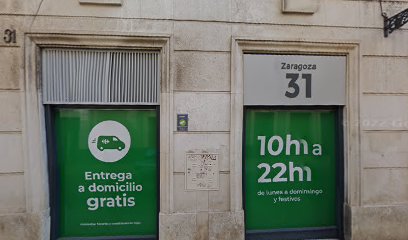 31
Zaragoza
31
Entrega
a domicilio
gratis
10h a
22h
de lunes a domingo
y festivos